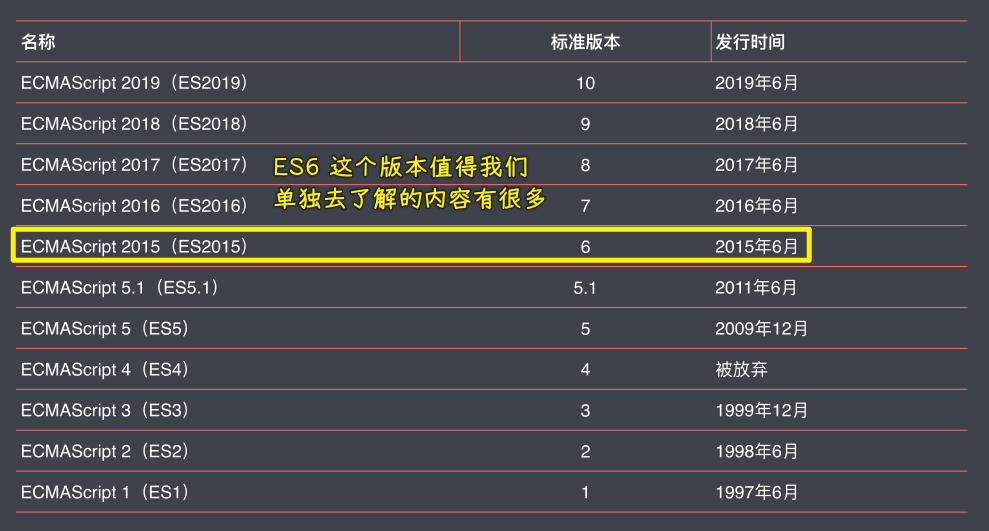 名称 标准版本 发行时间
ECMAScript 2019（ES2019） 10 2019年6月
ECMAScript 2018（ES2018） 9 2018年6月
ECMAScript 2017（ES2017） 8 2017年6月
ES6 这个版本值得我们
单独去了解的内容有很多
ECMAScript 2016（ES2016） 7 2016年6月
ECMAScript 2015（ES2015） 6 2015年6月
ECMAScript 5.1（ES5.1） 5.1 2011年6月
ECMAScript 5（ES5） 5 2009年12月
ECMAScript 4（ES4） 4 被放弃
ECMAScript 3（ES3） 3 1999年12月
ECMAScript 2（ES2） 2 1998年6月
ECMAScript 1（ES1） 1 1997年6月